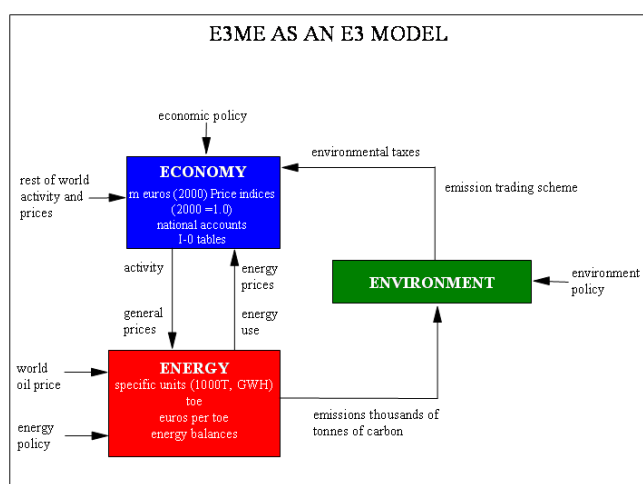 E3ME AS AN E3 MODEL
economic policy
environmental taxes
ECONOMY
m euros (2000) Price indices
(2000 =1.0)
national accounts
I-0 tables
rest of world
activity and
prices
emission trading scheme
activity
energy
prices
ENVIRONMENT
environment
policy
general
prices
energy
use
ENERGY
specific units (1000T, GWH)
toe
euros per toe
energy balances
world
oil price
energy
policy
emissions thousands of
tonnes of carbon